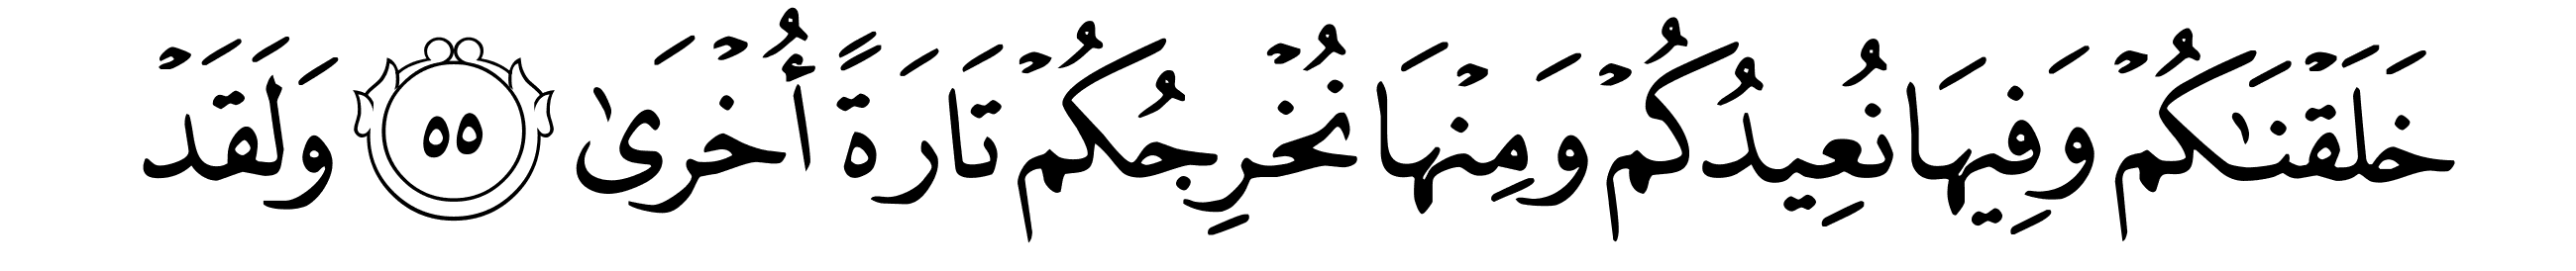 خَلَقْنَٰكُمْ وَفِيهَا نُعِيدُكُمْ وَمِنْهَا نُخْرِجُكُمْ تَارَةً أُخْرَىٰ ٥٥ وَلَقَدْ